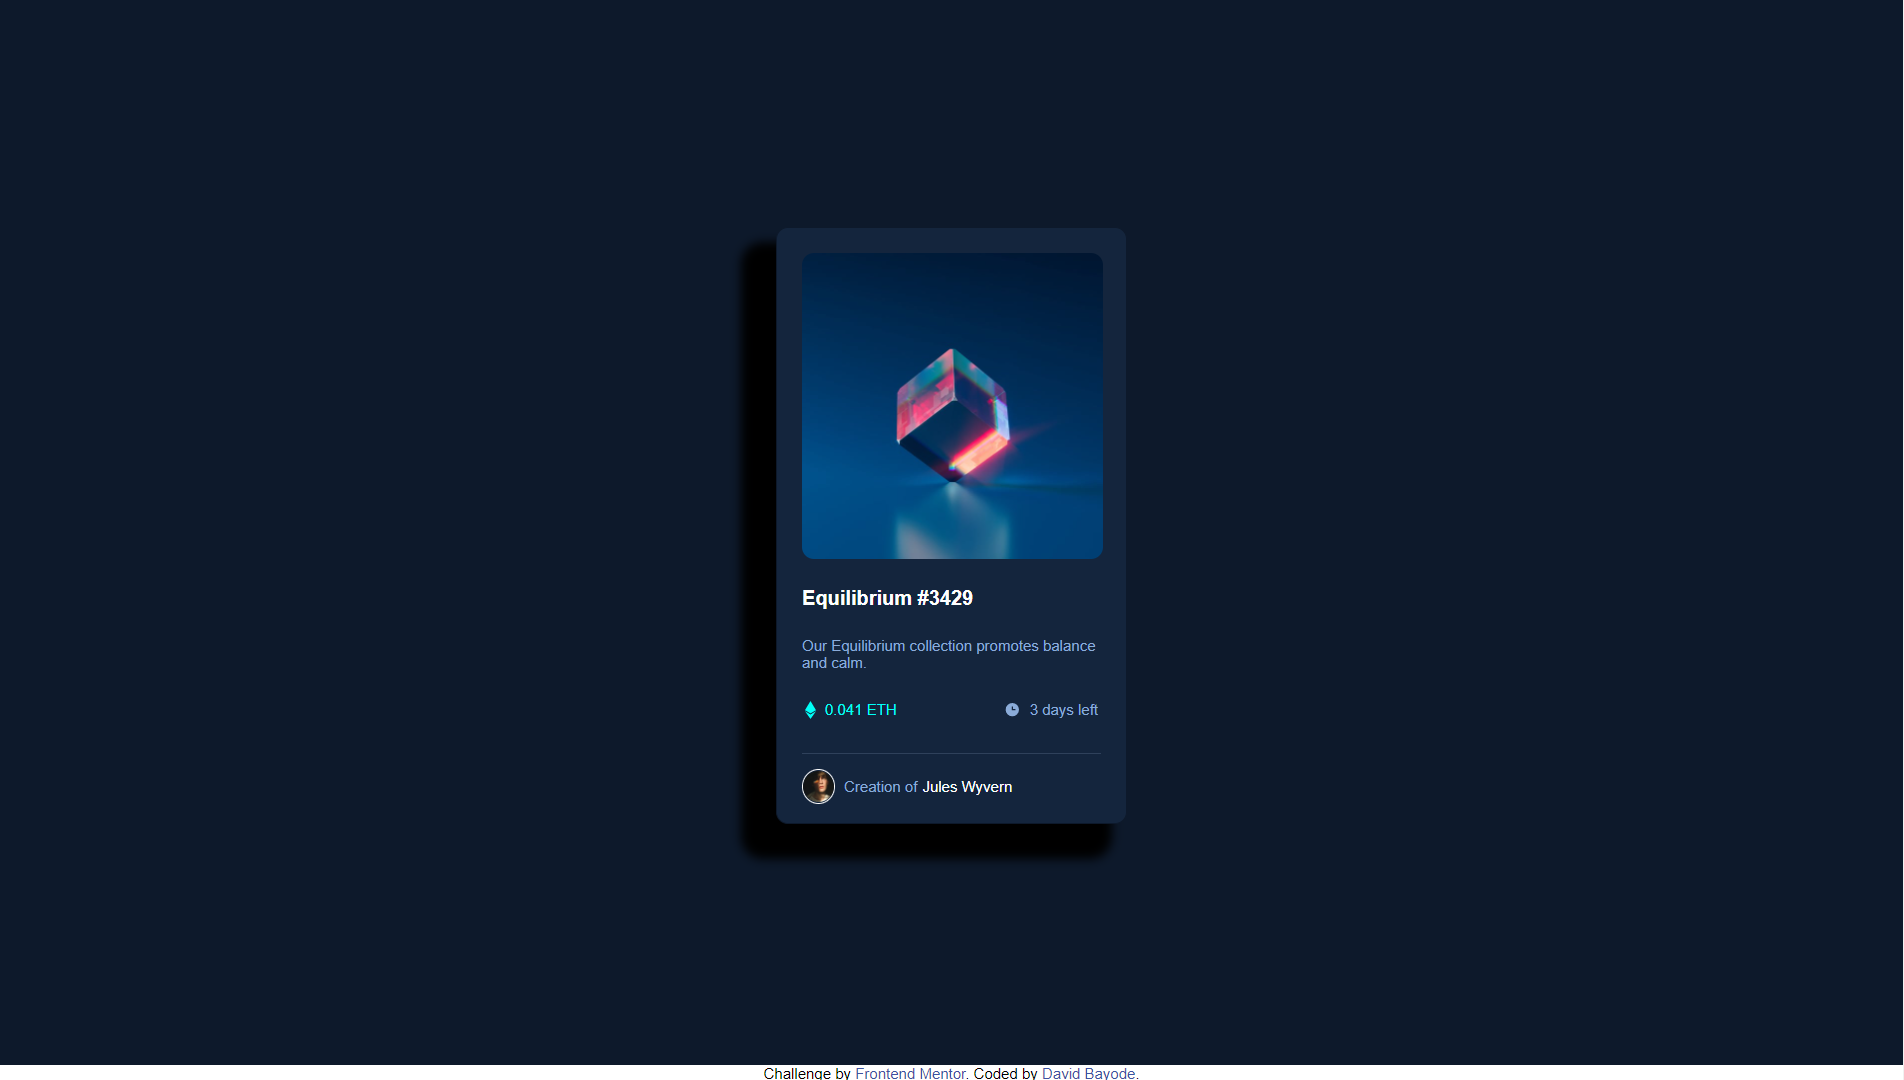 Equilibrium #3429
Our Equilibrium collection promotes balance
and calm.
0.041 ETH
3 days left
Creation of Jules Wyvern
Challenge by Frontend Mentor. Coded by David Bayode.